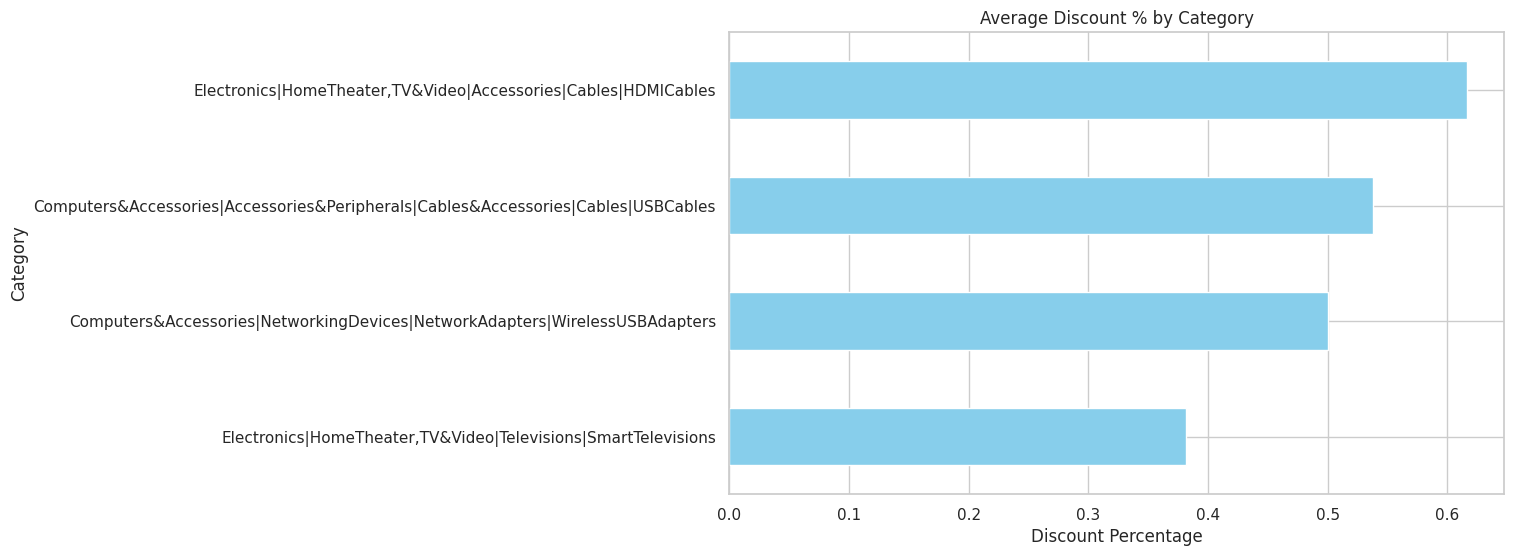 Average Discount % by Category
Electronics|HomeTheater,TV&Video|Accessories|Cables|HDMICables
Computers&Accessories|Accessories&Peripherals|Cables&Accessories|Cables|USBCables
Category
Computers&Accessories|NetworkingDevices|NetworkAdapters|WirelessUSBAdapters
Electronics|HomeTheater,TV&Video|Televisions|SmartTelevisions
0.0 0.1 0.2 0.3 0.4 0.5 0.6
Discount Percentage